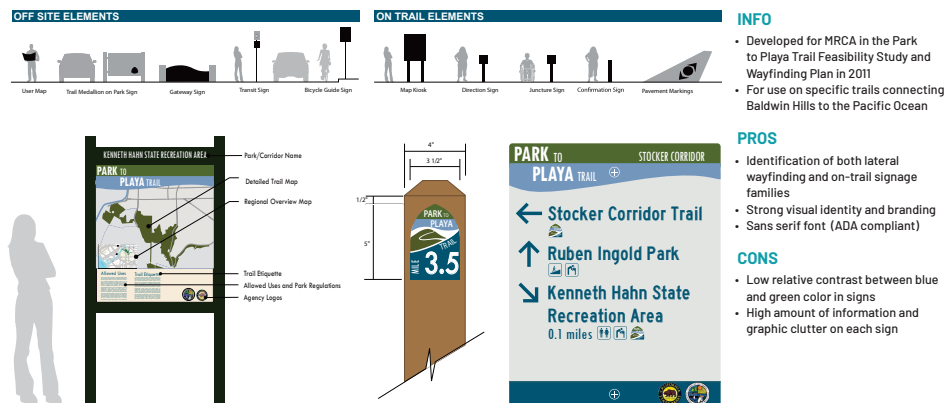 OFF SITE ELEMENTS
User Map
Trail Medallion on Park Sign
Gateway Sign
Transit Sign
Bicycle Guide Sign
ON TRAIL ELEMENTS
Map Kiosk
Direction Sign
Juncture Sign
Confirmation Sign
Pavement Markings
KENNETH HAHN STATE RECREATION AREA
PARK TO
PLAYA TRAIL
Allowed Uses
Trail Etiquette
Park/Corridor Name
Detailed Trail Map
Regional Overview Map
Trail Etiquette
Allowed Uses and Park Regulations
Agency Logos
4"
3 1/2"
1/2"
5"
PARK TO
PLAYA
TRAIL
MILE 3.5
PARK TO
STOCKER CORRIDOR
PLAYA TRAIL
Stocker Corridor Trail
Ruben Ingold Park
Kenneth Hahn State
Recreation Area
0.1 miles
INFO
• Developed for MRCA in the Park
to Playa Trail Feasibility Study and
Wayfinding Plan in 2011
• For use on specific trails connecting
Baldwin Hills to the Pacific Ocean
PROS
• Identification of both lateral
wayfinding and on-trail signage
families
• Strong visual identity and branding
• Sans serif font (ADA compliant)
CONS
• Low relative contrast between blue
and green color in signs
• High amount of information and
graphic clutter on each sign